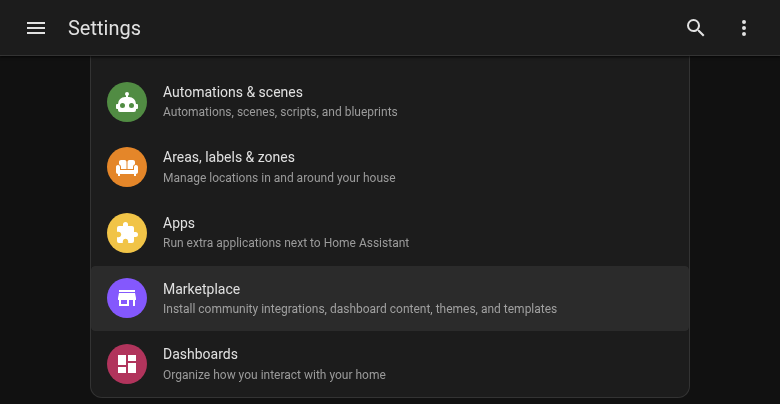 Settings
Automations & scenes
Automations, scenes, scripts, and blueprints
Areas, labels & zones
Manage locations in and around your house
Apps
Run extra applications next to Home Assistant
Marketplace
Install community integrations, dashboard content, themes, and templates
Dashboards
Organize how you interact with your home